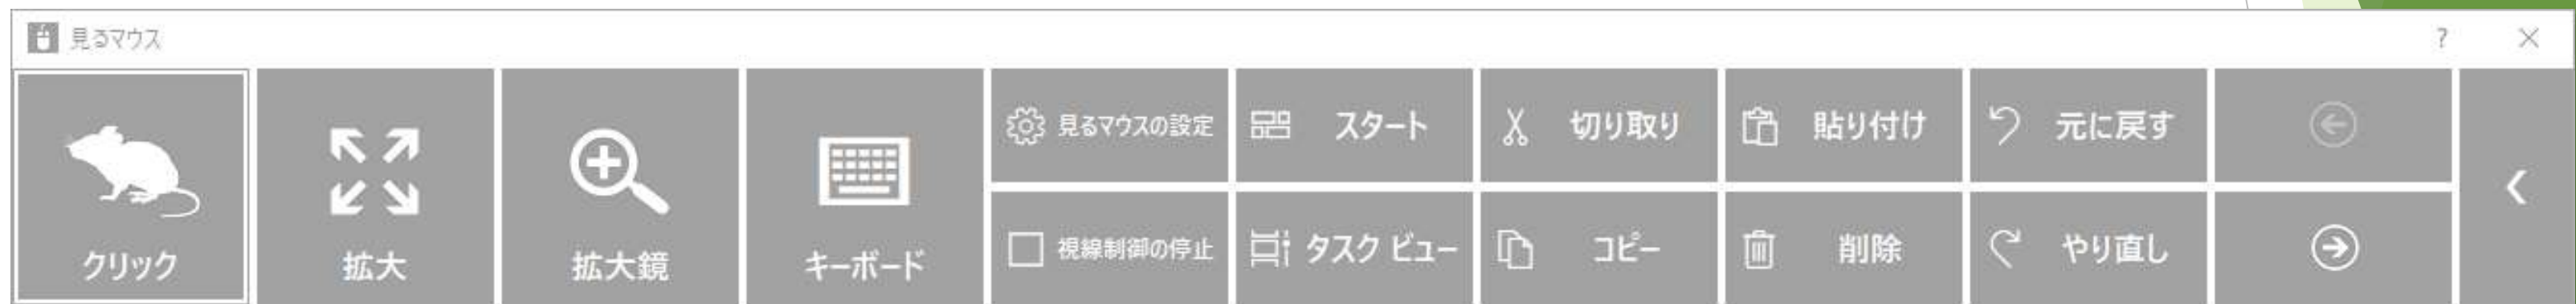 見るマウス
?
クリック
拡大
拡大鏡
キーボード
見るマウスの設定
視線制御の停止
スタート
タスク ビュー
切り取り
コピー
貼り付け
削除
元に戻す
やり直し